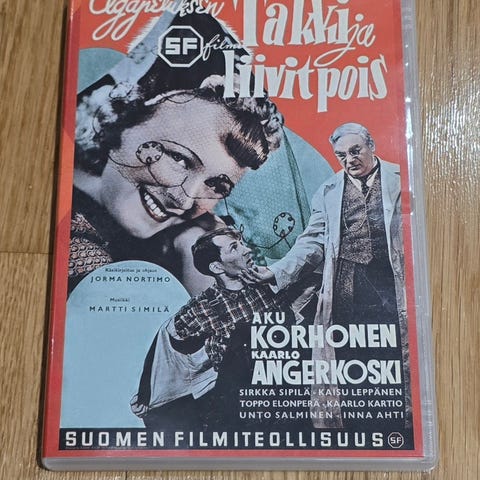 Agapetuksen
SF
filmi
Takki ja
liivit pois
Käsikirjoitus ja ohjaus
JORMA NORTIMO
Musiikki
MARTTI SIMILÄ
AKU
KORHONEN
KAARLO
ANGERKOSKI
SIRKKA SIPILÄ - KAISU LEPPÄNEN
TOPPO ELONPERÄ - KAARLO KARTIO
UNTO SALMINEN - INNA AHTI
SUOMEN FILMITEOLLISUUS SF